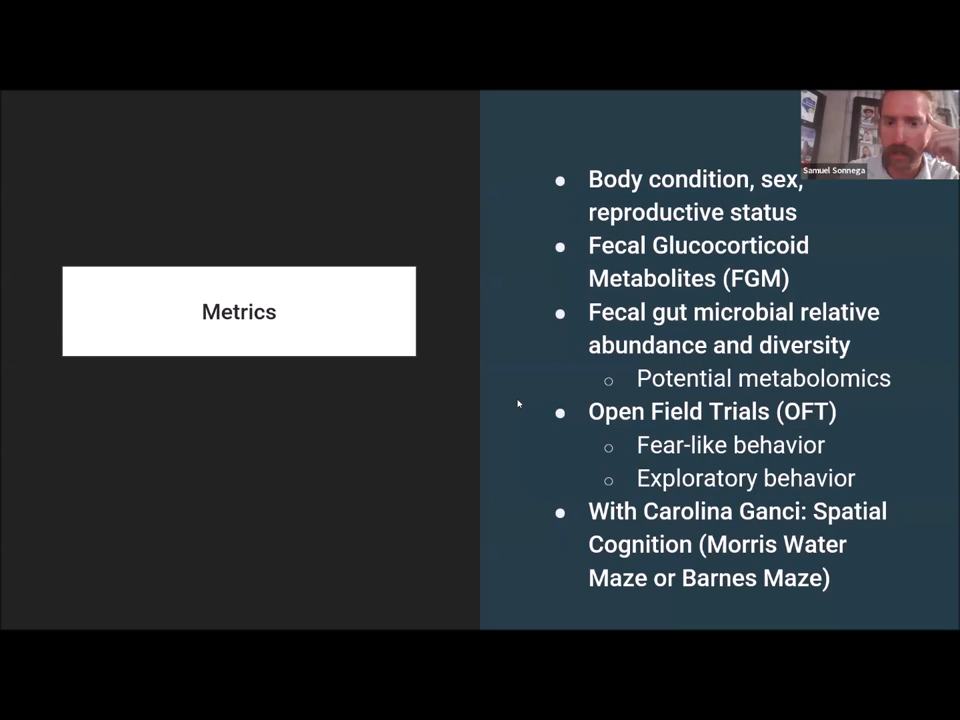 Metrics
Samuel Sonnega
● Body condition, sex,
reproductive status
● Fecal Glucocorticoid
Metabolites (FGM)
● Fecal gut microbial relative
abundance and diversity
○ Potential metabolomics
● Open Field Trials (OFT)
○ Fear-like behavior
○ Exploratory behavior
● With Carolina Ganci: Spatial
Cognition (Morris Water
Maze or Barnes Maze)